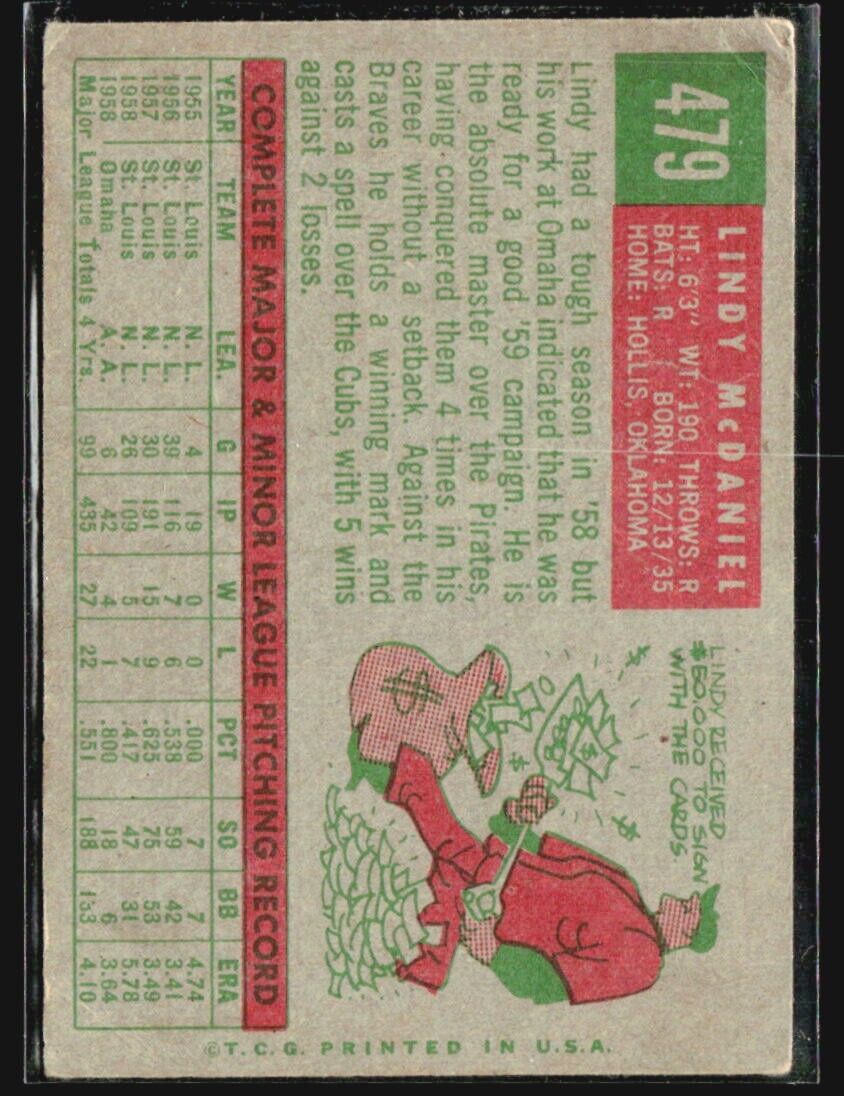 479
LINDY McDANIEL
HT: 6'3" WT: 190 THROWS: R
BATS: R BORN: 12/13/35
HOME: HOLLIS, OKLAHOMA
Lindy had a tough season in '58 but
his work at Omaha indicated that he was
ready for a good '59 campaign. He is
the absolute master over the Pirates,
having conquered them 4 times in his
career without a setback. Against the
Braves he holds a winning mark and
casts a spell over the Cubs, with 5 wins
against 2 losses.
LINDY RECEIVED
$50,000 TO SIGN
WITH THE CARDS.
$
$
$
COMPLETE MAJOR & MINOR LEAGUE PITCHING RECORD
YEAR TEAM LEA. G IP W L PCT SO BB ERA
1955 St. Louis N. L. 4 19 0 0 .000 7 7 4.74
1956 St. Louis N. L. 39 116 7 6 .538 59 42 3.41
1957 St. Louis N. L. 30 191 15 9 .625 75 53 3.49
1958 St. Louis N. L. 26 109 5 7 .417 47 31 5.78
1958 Omaha A. A. 6 42 4 1 .800 18 6 3.64
Major League Totals 4 Yrs. 99 435 27 22 .551 188 133 4.10
©T.C.G. PRINTED IN U.S.A.